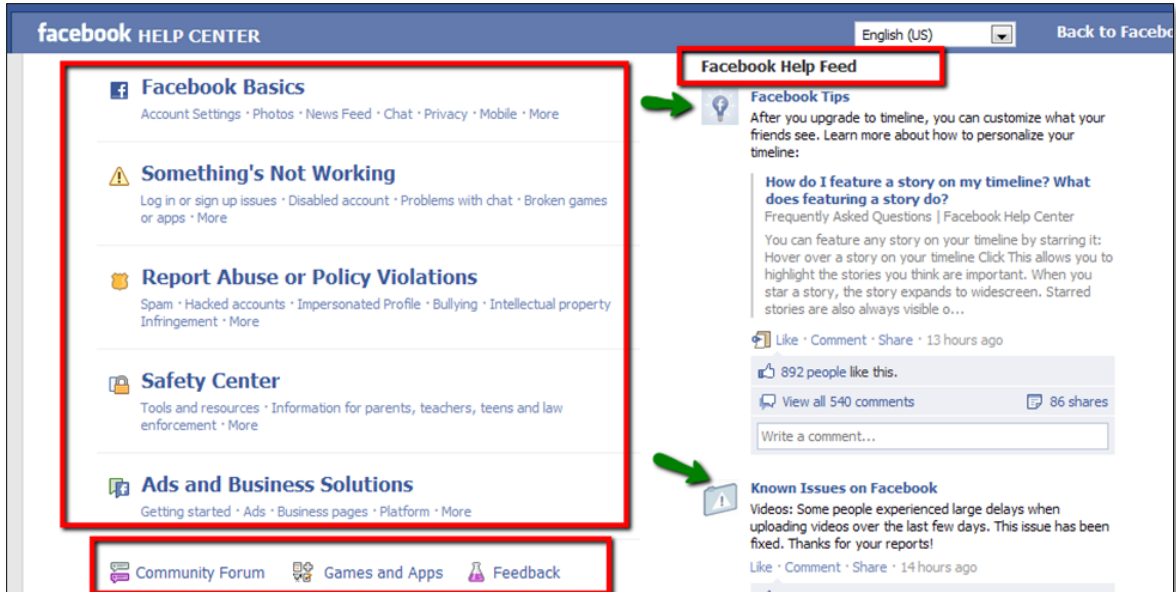 facebook HELP CENTER
English (US)
Back to Facebo
Facebook Basics
Account Settings · Photos · News Feed · Chat · Privacy · Mobile · More
Something's Not Working
Log in or sign up issues · Disabled account · Problems with chat · Broken games
or apps · More
Report Abuse or Policy Violations
Spam · Hacked accounts · Impersonated Profile · Bullying · Intellectual property
Infringement · More
Safety Center
Tools and resources · Information for parents, teachers, teens and law
enforcement · More
Ads and Business Solutions
Getting started · Ads · Business pages · Platform · More
Community Forum
Games and Apps
Feedback
Facebook Help Feed
Facebook Tips
After you upgrade to timeline, you can customize what your
friends see. Learn more about how to personalize your
timeline:
How do I feature a story on my timeline? What
does featuring a story do?
Frequently Asked Questions | Facebook Help Center
You can feature any story on your timeline by starring it:
Hover over a story on your timeline Click This allows you to
highlight the stories you think are important. When you
star a story, the story expands to widescreen. Starred
stories are also always visible o...
Like · Comment · Share · 13 hours ago
892 people like this.
View all 540 comments
86 shares
Write a comment...
Known Issues on Facebook
Videos: Some people experienced large delays when
uploading videos over the last few days. This issue has been
fixed. Thanks for your reports!
Like · Comment · Share · 14 hours ago